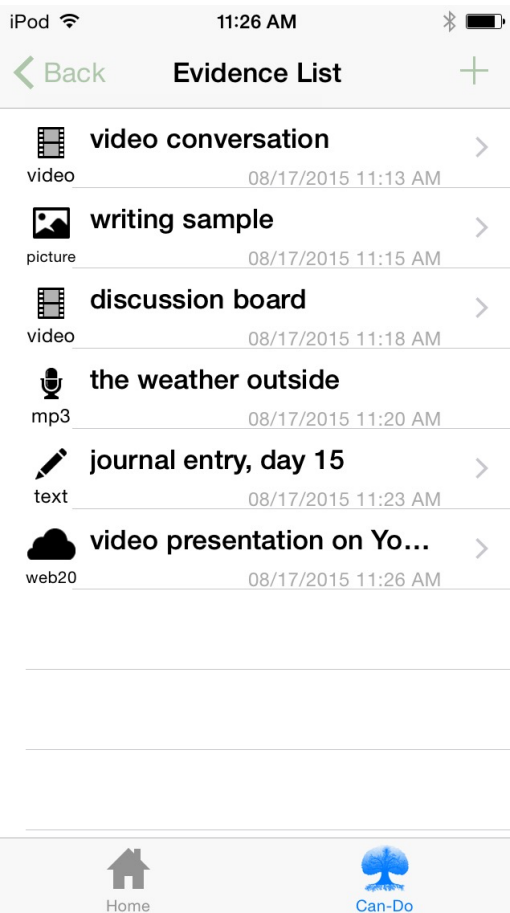 iPod 11:26 AM
Back Evidence List
video conversation
video 08/17/2015 11:13 AM
writing sample
picture 08/17/2015 11:15 AM
discussion board
video 08/17/2015 11:18 AM
the weather outside
mp3 08/17/2015 11:20 AM
journal entry, day 15
text 08/17/2015 11:23 AM
video presentation on Yo...
web20 08/17/2015 11:26 AM
Home Can-Do